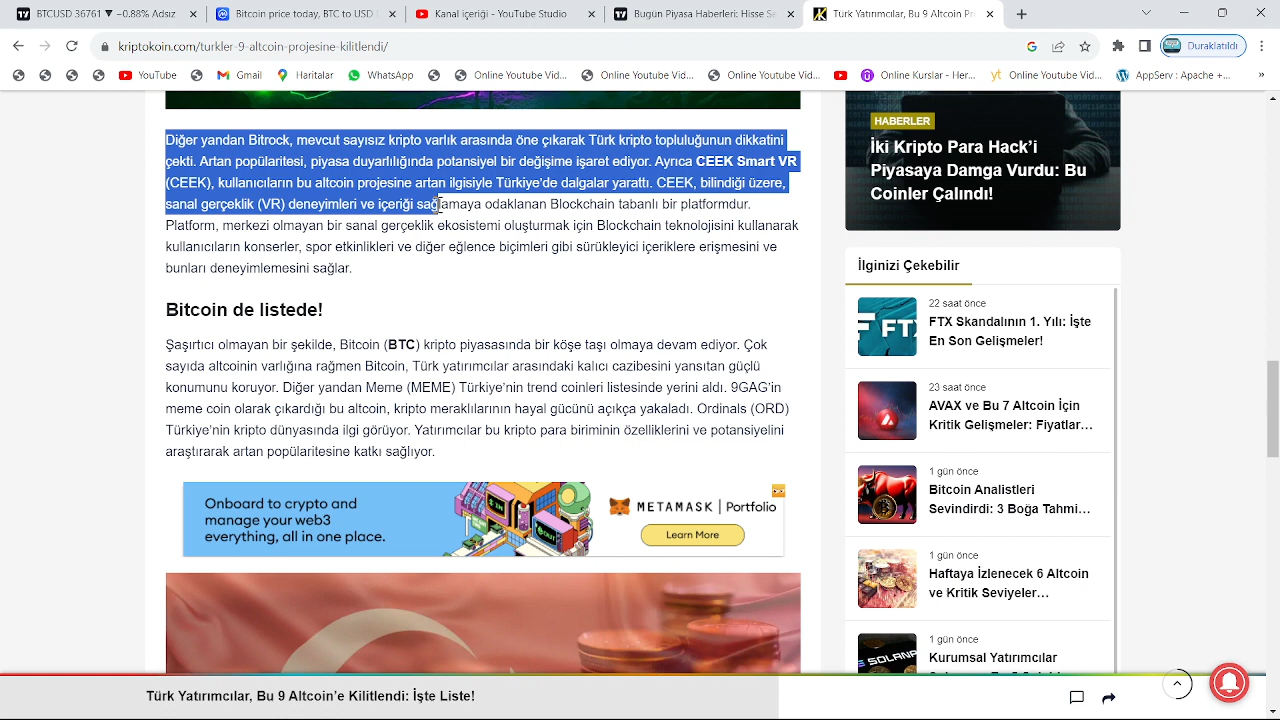 BTCUSD 36761 ▼ −0.88% Adsız
Bitcoin price today, BTC to USD
Kanal içeriği - YouTube Studio
Bugün Piyasa Haberleri: Hisse Se
Türk Yatırımcılar, Bu 9 Altcoin Pr
kriptokoin.com/turkler-9-altcoin-projesine-kilitlendi/
Duraklatıldı
YouTube
Gmail
Haritalar
WhatsApp
Online Youtube Vid...
Online Youtube Vid...
Online Youtube Vid...
Online Kurslar - Her...
yt Online Youtube Vid...
AppServ : Apache +...
»
Diğer yandan Bitrock, mevcut sayısız kripto varlık arasında öne çıkarak Türk kripto topluluğunun dikkatini
çekti. Artan popülaritesi, piyasa duyarlılığında potansiyel bir değişime işaret ediyor. Ayrıca CEEK Smart VR
(CEEK), kullanıcıların bu altcoin projesine artan ilgisiyle Türkiye’de dalgalar yarattı. CEEK, bilindiği üzere,
sanal gerçeklik (VR) deneyimleri ve içeriği sağlamaya odaklanan Blockchain tabanlı bir platformdur.
Platform, merkezi olmayan bir sanal gerçeklik ekosistemi oluşturmak için Blockchain teknolojisini kullanarak
kullanıcıların konserler, spor etkinlikleri ve diğer eğlence biçimleri gibi sürükleyici içeriklere erişmesini ve
bunları deneyimlemesini sağlar.
Bitcoin de listede!
Şaşırtıcı olmayan bir şekilde, Bitcoin (BTC) kripto piyasasında bir köşe taşı olmaya devam ediyor. Çok
sayıda altcoinin varlığına rağmen Bitcoin, Türk yatırımcılar arasındaki kalıcı cazibesini yansıtan güçlü
konumunu koruyor. Diğer yandan Meme (MEME) Türkiye’nin trend coinleri listesinde yerini aldı. 9GAG’in
meme coin olarak çıkardığı bu altcoin, kripto meraklılarının hayal gücünü açıkça yakaladı. Ordinals (ORD)
Türkiye’nin kripto dünyasında ilgi görüyor. Yatırımcılar bu kripto para biriminin özelliklerini ve potansiyelini
araştırarak artan popülaritesine katkı sağlıyor.
Onboard to crypto and
manage your web3
everything, all in one place.
METAMASK | Portfolio
Learn More
HABERLER
İki Kripto Para Hack’i
Piyasaya Damga Vurdu: Bu
Coinler Çalındı!
İlginizi Çekebilir
FTX
22 saat önce
FTX Skandalının 1. Yılı: İşte
En Son Gelişmeler!
23 saat önce
AVAX ve Bu 7 Altcoin İçin
Kritik Gelişmeler: Fiyatlar...
1 gün önce
Bitcoin Analistleri
Sevindirdi: 3 Boğa Tahmi...
1 gün önce
Haftaya İzlenecek 6 Altcoin
ve Kritik Seviyeler...
SOLANA
1 gün önce
Kurumsal Yatırımcılar
Türk Yatırımcılar, Bu 9 Altcoin’e Kilitlendi: İşte Liste!